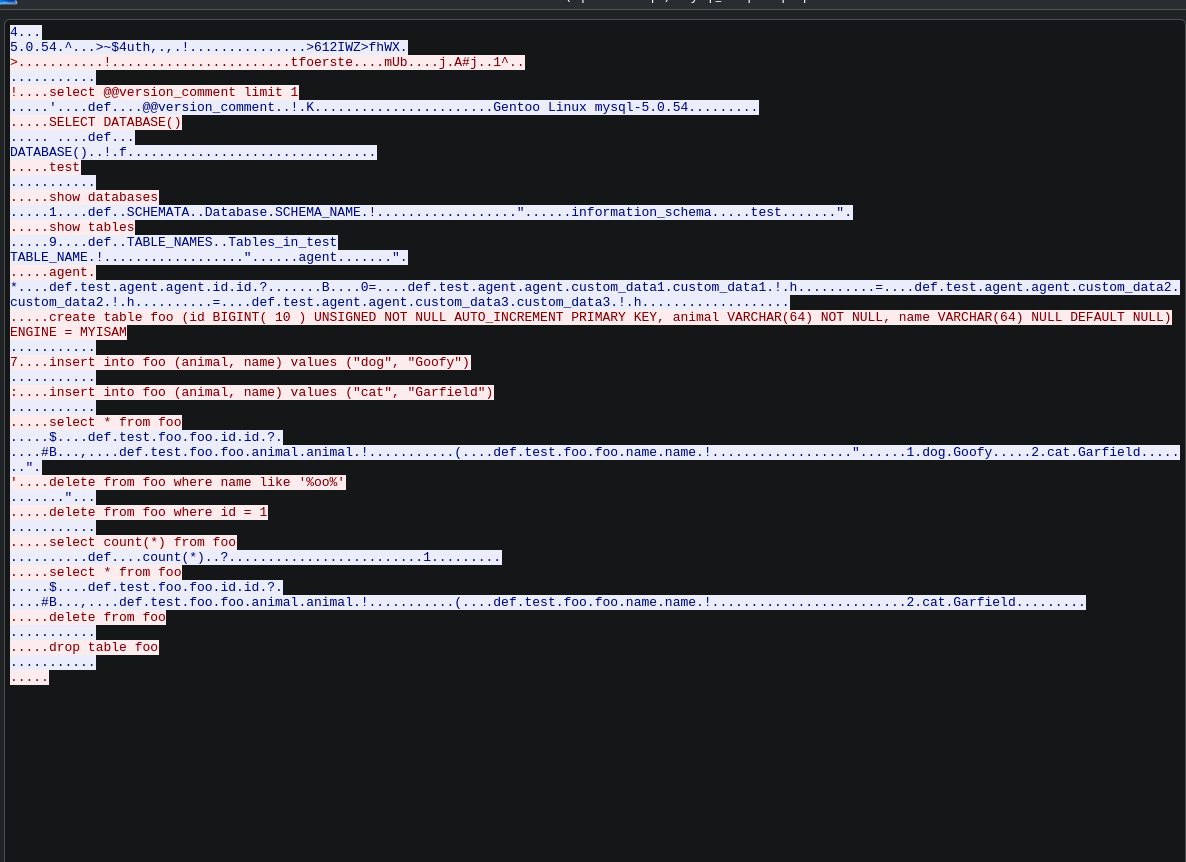 4...
5.0.54.^...>~$4uth,.,.!...............>612IWZ>fhWX.
>...........!.......................tfoerste....mUb....j.A#j..1^..
...........
!....select @@version_comment limit 1
.....'....def....@@version_comment..!.K.......................Gentoo Linux mysql-5.0.54.........
.....SELECT DATABASE()
..... ....def...
DATABASE()..!.f................................
.....test
...........
.....show databases
.....1....def..SCHEMATA..Database.SCHEMA_NAME.!..................."......information_schema.....test.......".
.....show tables
.....9....def..TABLE_NAMES..Tables_in_test
TABLE_NAME.!.................."......agent.......".
.....agent.
*....def.test.agent.agent.id.id.?.......B....0=....def.test.agent.agent.custom_data1.custom_data1.!.h..........=....def.test.agent.agent.custom_data2.
custom_data2.!.h..........=....def.test.agent.agent.custom_data3.custom_data3.!.h...................
.....create table foo (id BIGINT( 10 ) UNSIGNED NOT NULL AUTO_INCREMENT PRIMARY KEY, animal VARCHAR(64) NOT NULL, name VARCHAR(64) NULL DEFAULT NULL)
ENGINE = MYISAM
...........
7....insert into foo (animal, name) values ("dog", "Goofy")
...........
:....insert into foo (animal, name) values ("cat", "Garfield")
...........
.....select * from foo
.....$....def.test.foo.foo.id.id.?.
....#B...,....def.test.foo.foo.animal.animal.!...........(....def.test.foo.foo.name.name.!.................."......1.dog.Goofy.....2.cat.Garfield.....
..".
'....delete from foo where name like '%oo%'
......."...
.....delete from foo where id = 1
...........
.....select count(*) from foo
..........def....count(*)..?.........................1.........
.....select * from foo
.....$....def.test.foo.foo.id.id.?.
....#B...,....def.test.foo.foo.animal.animal.!...........(....def.test.foo.foo.name.name.!.........................2.cat.Garfield.........
.....delete from foo
...........
.....drop table foo
...........
.....